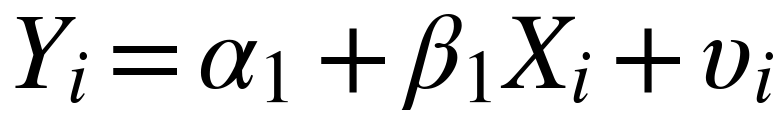 Yᵢ = α₁ + β₁Xᵢ + υᵢ